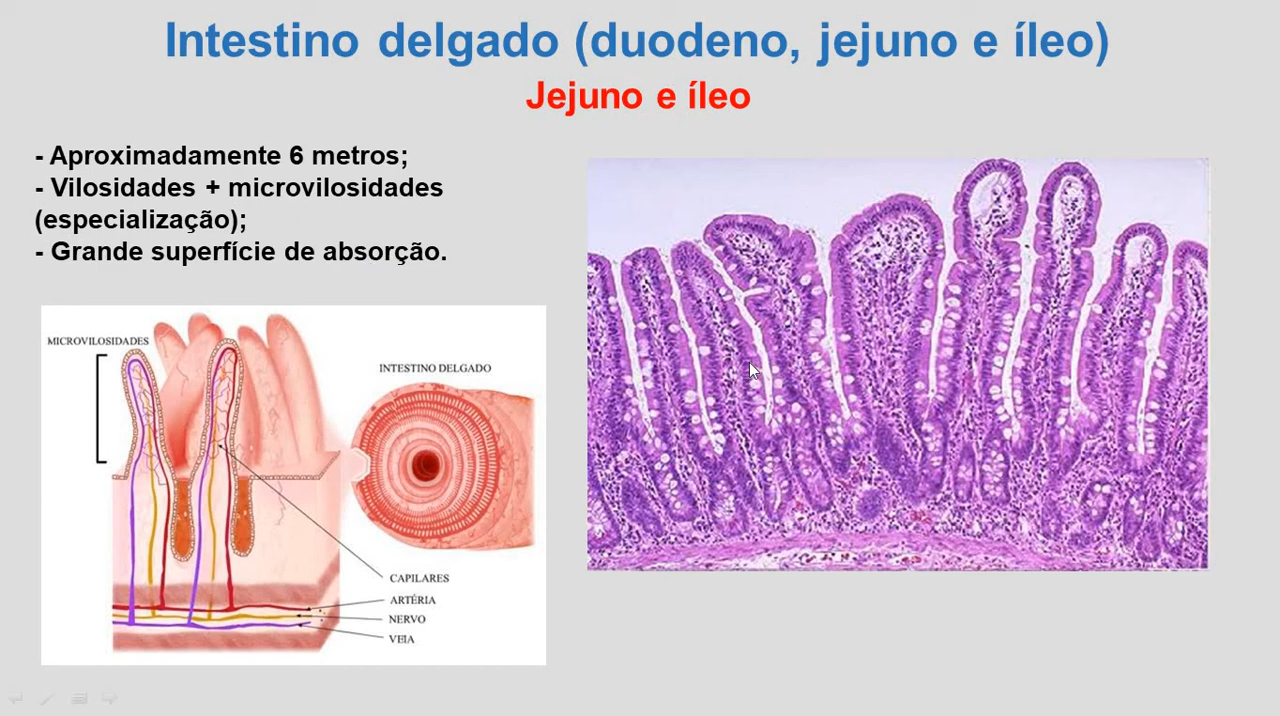 Intestino delgado (duodeno, jejuno e íleo)
Jejuno e íleo
- Aproximadamente 6 metros;
- Vilosidades + microvilosidades
(especialização);
- Grande superfície de absorção.
MICROVILOSIDADES
INTESTINO DELGADO
CAPILARES
ARTÉRIA
NERVO
VEIA